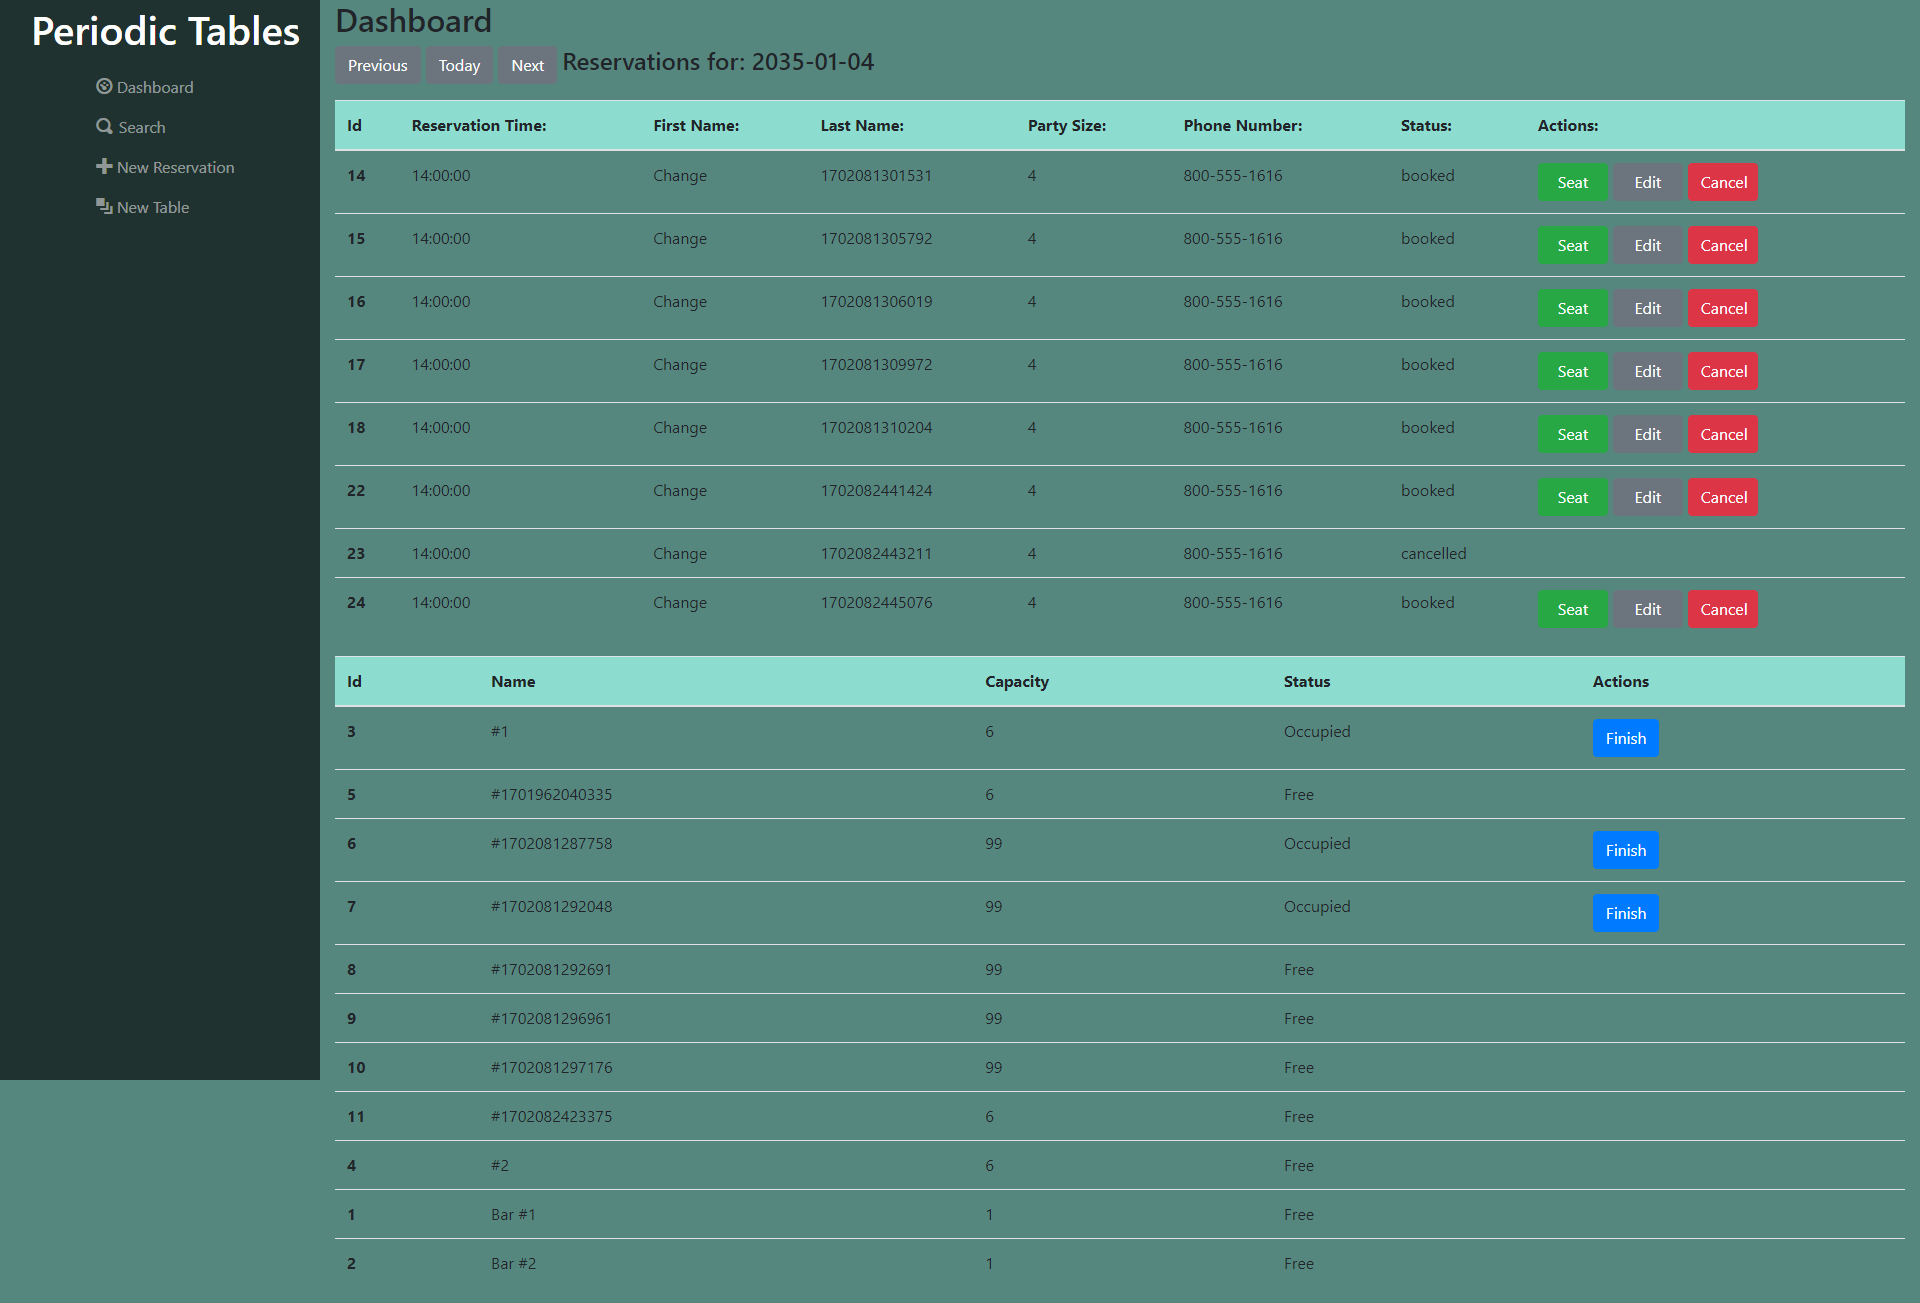 Periodic Tables
Dashboard
Search
New Reservation
New Table
Dashboard
Previous Today Next Reservations for: 2035-01-04
Id Reservation Time: First Name: Last Name: Party Size: Phone Number: Status: Actions:
14 14:00:00 Change 1702081301531 4 800-555-1616 booked Seat Edit Cancel
15 14:00:00 Change 1702081305792 4 800-555-1616 booked Seat Edit Cancel
16 14:00:00 Change 1702081306019 4 800-555-1616 booked Seat Edit Cancel
17 14:00:00 Change 1702081309972 4 800-555-1616 booked Seat Edit Cancel
18 14:00:00 Change 1702081310204 4 800-555-1616 booked Seat Edit Cancel
22 14:00:00 Change 1702082441424 4 800-555-1616 booked Seat Edit Cancel
23 14:00:00 Change 1702082443211 4 800-555-1616 cancelled
24 14:00:00 Change 1702082445076 4 800-555-1616 booked Seat Edit Cancel
Id Name Capacity Status Actions
3 #1 6 Occupied Finish
5 #1701962040335 6 Free
6 #1702081287758 99 Occupied Finish
7 #1702081292048 99 Occupied Finish
8 #1702081292691 99 Free
9 #1702081296961 99 Free
10 #1702081297176 99 Free
11 #1702082423375 6 Free
4 #2 6 Free
1 Bar #1 1 Free
2 Bar #2 1 Free